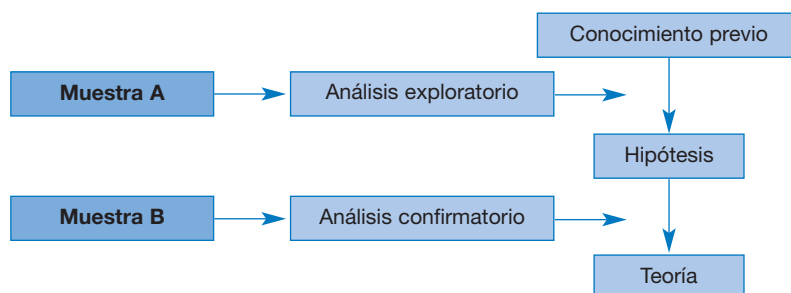 Conocimiento previo
Muestra A
Análisis exploratorio
Hipótesis
Muestra B
Análisis confirmatorio
Teoría